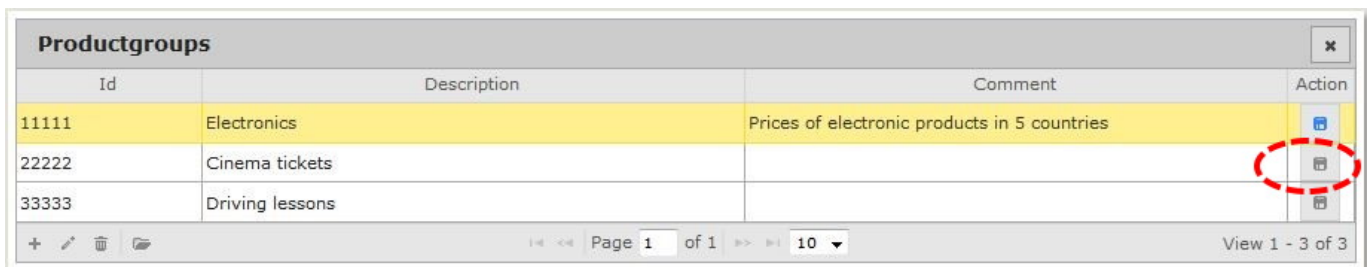 Productgroups
Id Description Comment Action
11111 Electronics Prices of electronic products in 5 countries
22222 Cinema tickets
33333 Driving lessons
Page 1 of 1 10 View 1 - 3 of 3